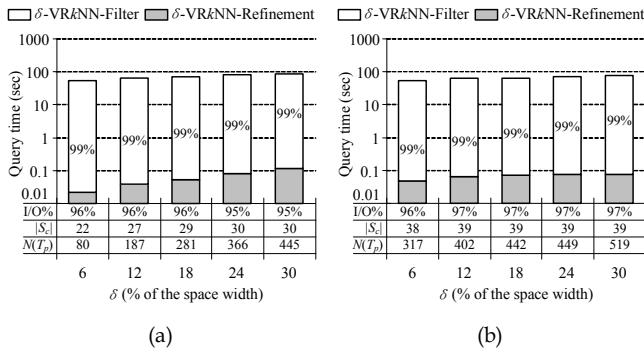 δ-VRkNN-Filter δ-VRkNN-Refinement
1000
100
10
1
0.1
0.01
Query time (sec)
99% 99% 99% 99% 99%
I/O% 96% 96% 96% 95% 95%
|Sc| 22 27 29 30 30
N(Tp) 80 187 281 366 445
6 12 18 24 30
δ (% of the space width)
(a)
δ-VRkNN-Filter δ-VRkNN-Refinement
1000
100
10
1
0.1
0.01
Query time (sec)
99% 99% 99% 99% 99%
I/O% 96% 97% 97% 97% 97%
|Sc| 38 39 39 39 39
N(Tp) 317 402 442 449 519
6 12 18 24 30
δ (% of the space width)
(b)